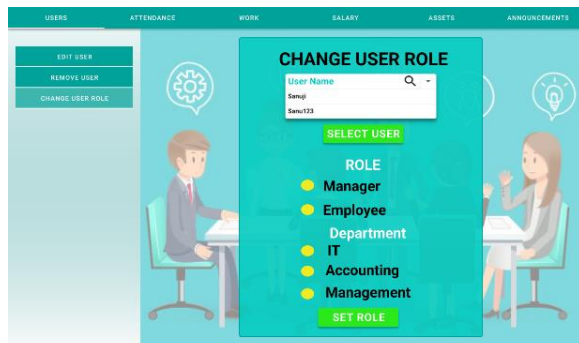 USERS ATTENDANCE WORK SALARY ASSETS ANNOUNCEMENTS
EDIT USER
REMOVE USER
CHANGE USER ROLE
CHANGE USER ROLE
User Name
Sanuji
Sanu123
SELECT USER
ROLE
Manager
Employee
Department
IT
Accounting
Management
SET ROLE